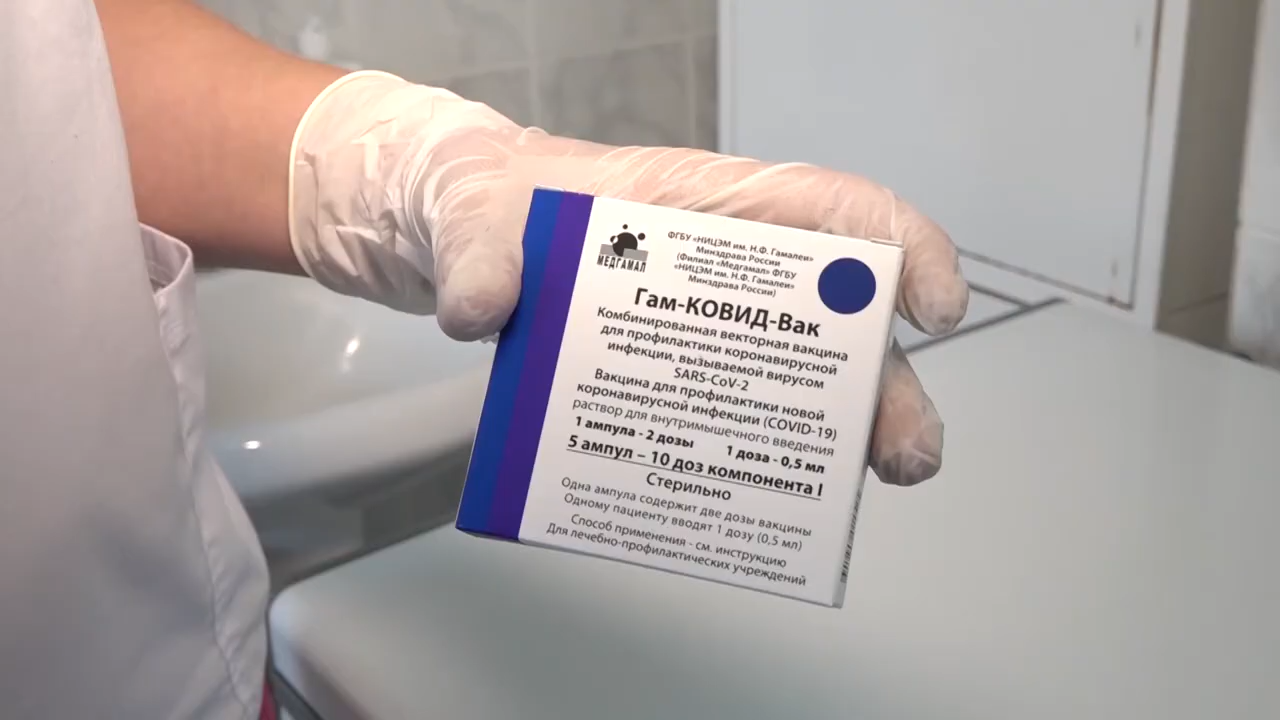 МЕДГАМАЛ
ФГБУ «НИЦЭМ им. Н.Ф. Гамалеи»
Минздрава России
(Филиал «Медгамал» ФГБУ
«НИЦЭМ им. Н.Ф. Гамалеи»
Минздрава России)
Гам-КОВИД-Вак
Комбинированная векторная вакцина
для профилактики коронавирусной
инфекции, вызываемой вирусом
SARS-CoV-2
Вакцина для профилактики новой
коронавирусной инфекции (COVID-19)
раствор для внутримышечного введения
1 ампула - 2 дозы 1 доза - 0,5 мл
5 ампул – 10 доз компонента I
Стерильно
Одна ампула содержит две дозы вакцины
Одному пациенту вводят 1 дозу (0,5 мл)
Способ применения - см. инструкцию
Для лечебно-профилактических учреждений